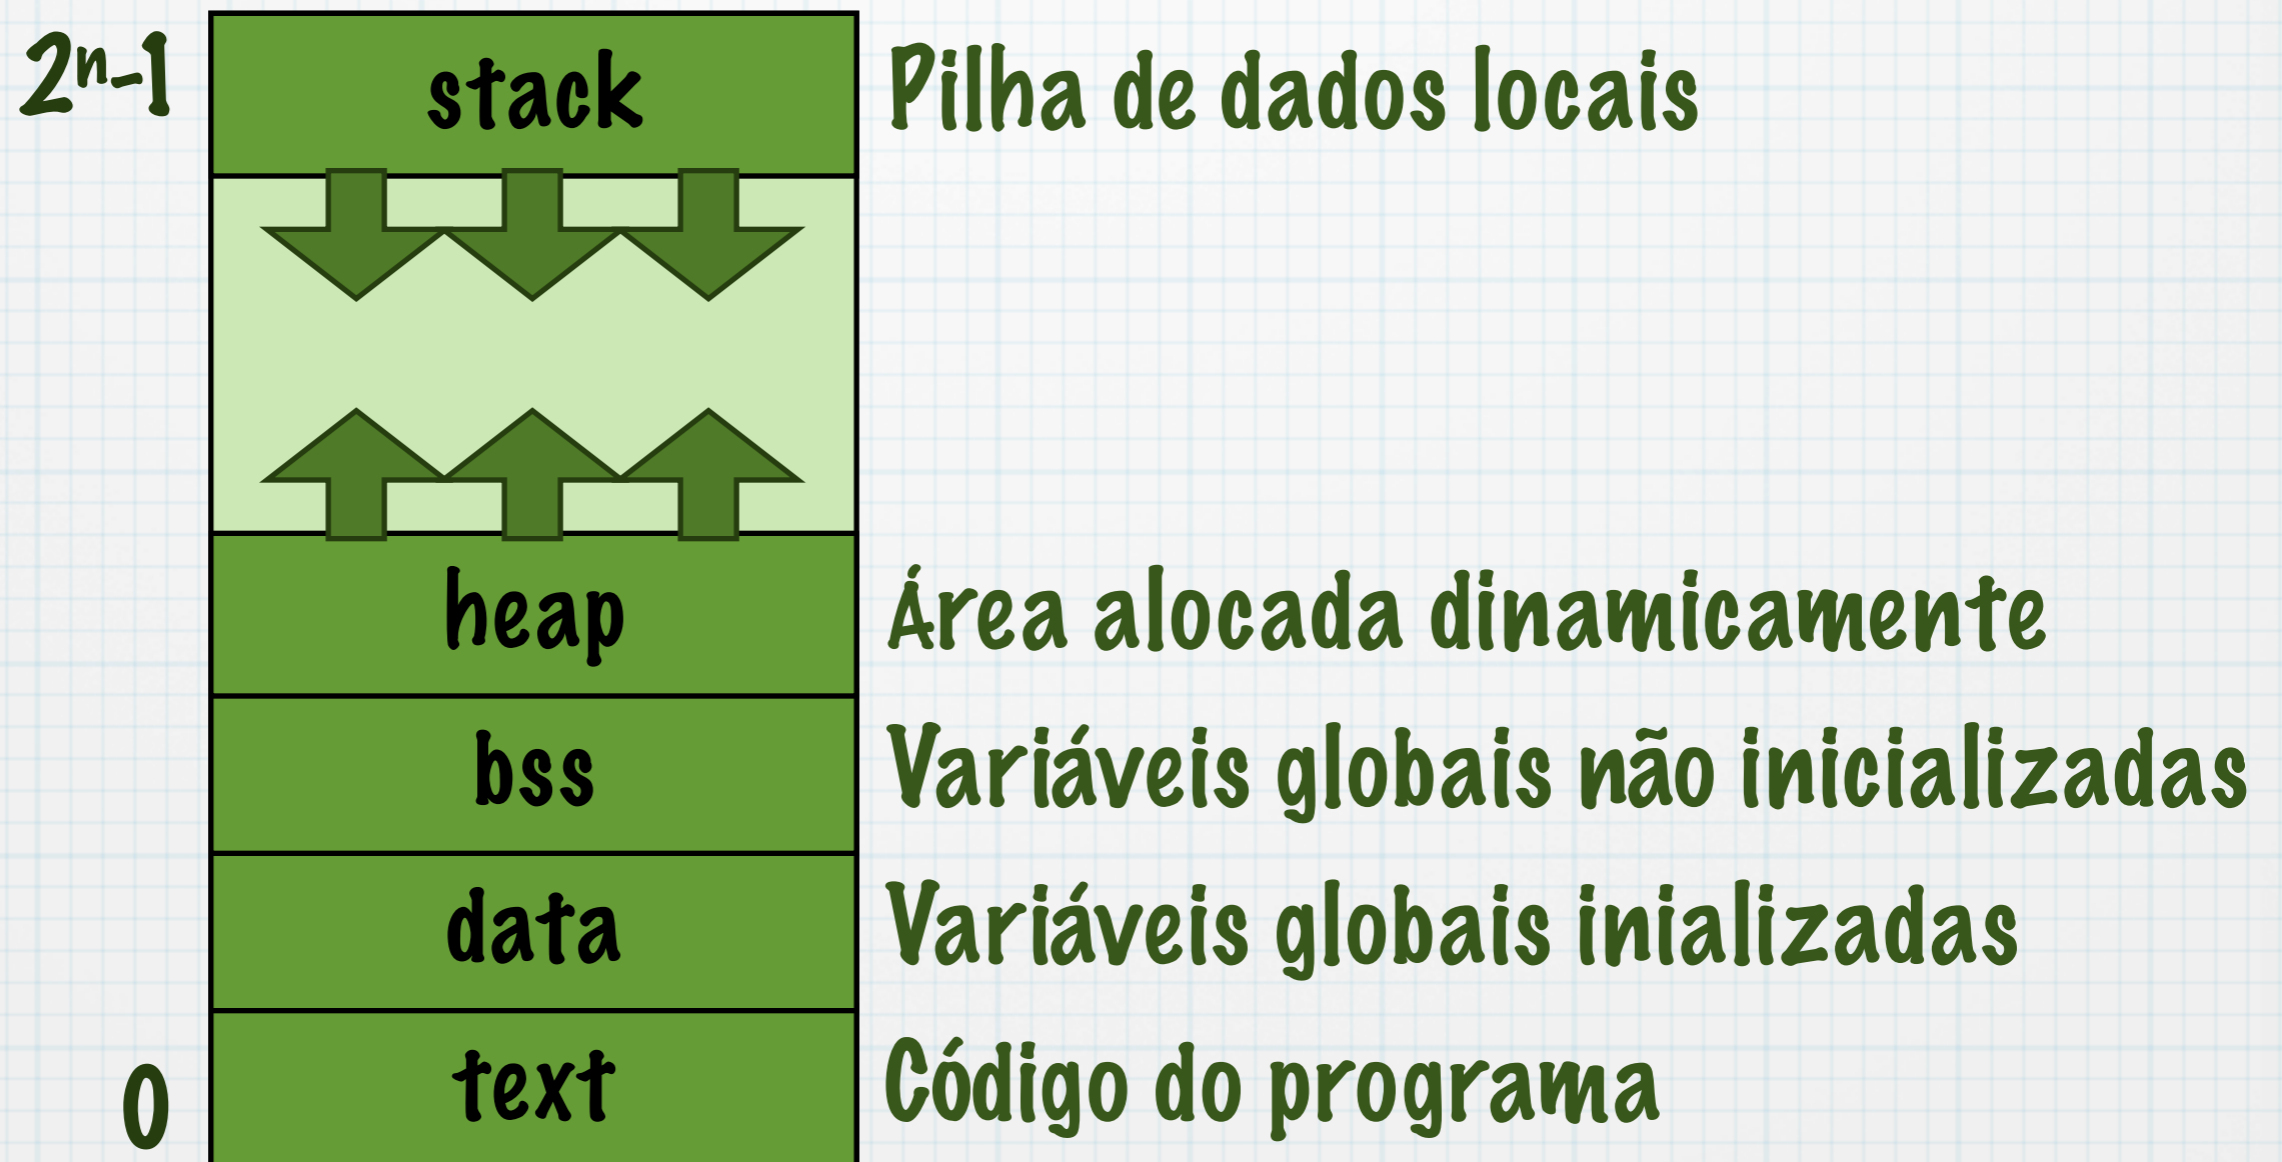 2ⁿ-1
stack
Pilha de dados locais
heap
Área alocada dinamicamente
bss
Variáveis globais não inicializadas
data
Variáveis globais inializadas
0
text
Código do programa